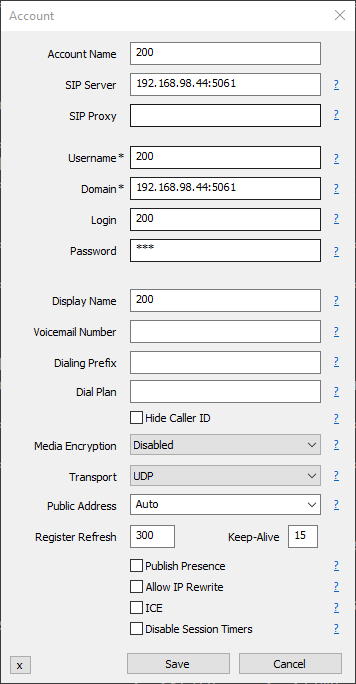 Account
Account Name 200
SIP Server 192.168.98.44:5061 ?
SIP Proxy ?
Username * 200 ?
Domain * 192.168.98.44:5061 ?
Login 200 ?
Password *** ?
Display Name 200 ?
Voicemail Number ?
Dialing Prefix ?
Dial Plan ?
Hide Caller ID ?
Media Encryption Disabled ?
Transport UDP ?
Public Address Auto ?
Register Refresh 300 Keep-Alive 15 ?
Publish Presence ?
Allow IP Rewrite ?
ICE ?
Disable Session Timers ?
x Save Cancel